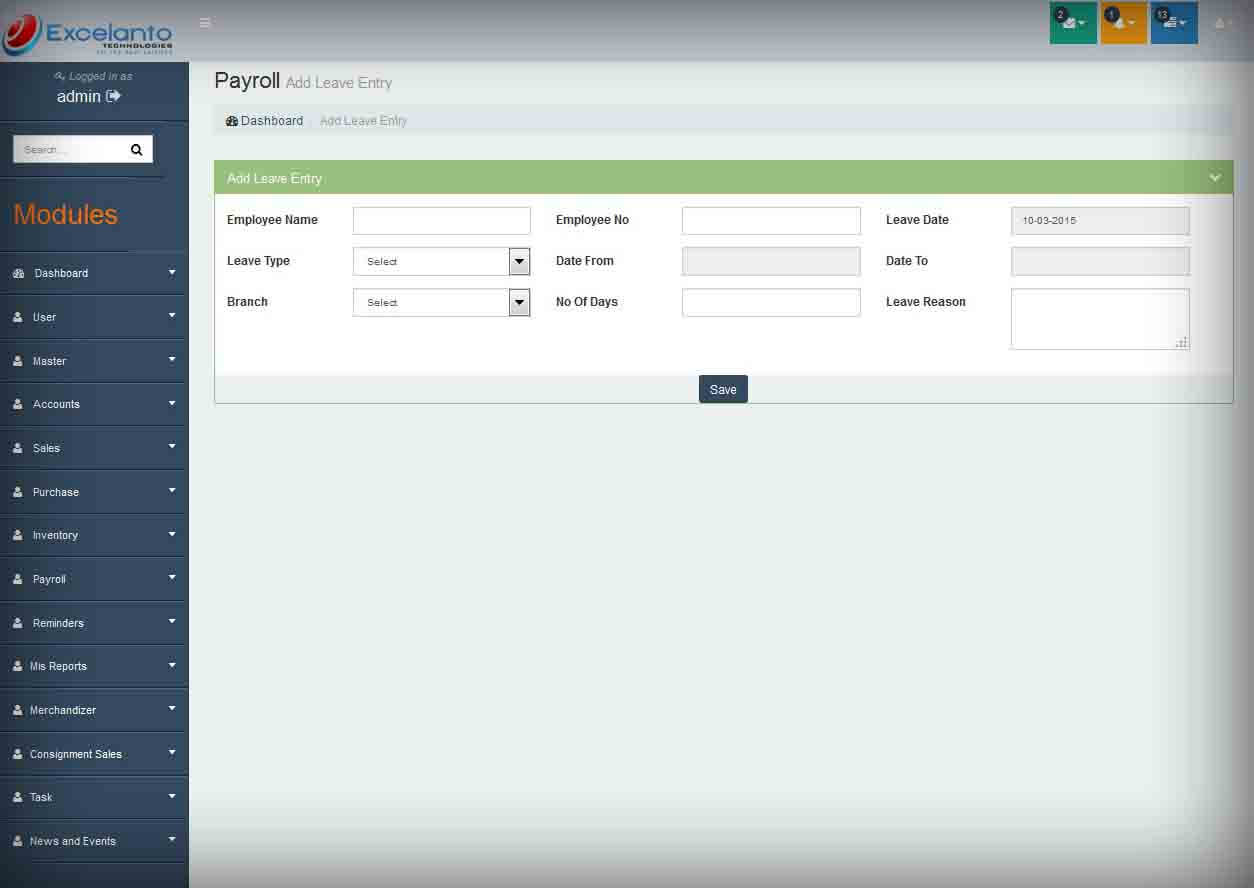 Excelanto
TECHNOLOGIES
2 1 13
Logged in as
admin
Search...
Modules
Dashboard
User
Master
Accounts
Sales
Purchase
Inventory
Payroll
Reminders
Mis Reports
Merchandizer
Consignment Sales
Task
News and Events
Payroll Add Leave Entry
Dashboard / Add Leave Entry
Add Leave Entry
Employee Name Employee No Leave Date 10-03-2015
Leave Type Select Date From Date To
Branch Select No Of Days Leave Reason
Save